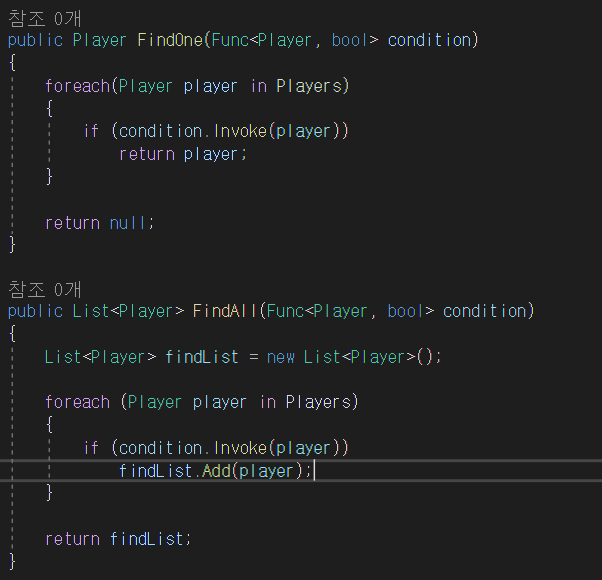 참조 0개
public Player FindOne(Func<Player, bool> condition)
{
    foreach(Player player in Players)
    {
        if (condition.Invoke(player))
            return player;
    }

    return null;
}

참조 0개
public List<Player> FindAll(Func<Player, bool> condition)
{
    List<Player> findList = new List<Player>();

    foreach (Player player in Players)
    {
        if (condition.Invoke(player))
            findList.Add(player);
    }

    return findList;
}